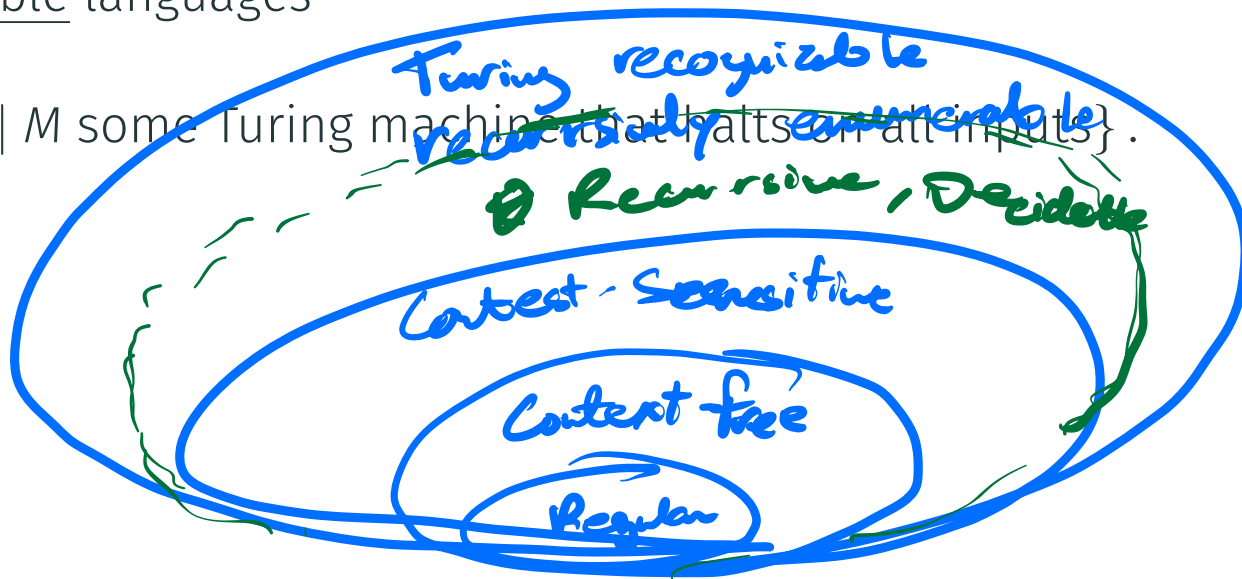 ble languages
Turing recognizable
| M some Turing machine that halts on all inputs} .
recursively enumerable
Recursive, Decidable
Context-Sensitive
Context free
Regular